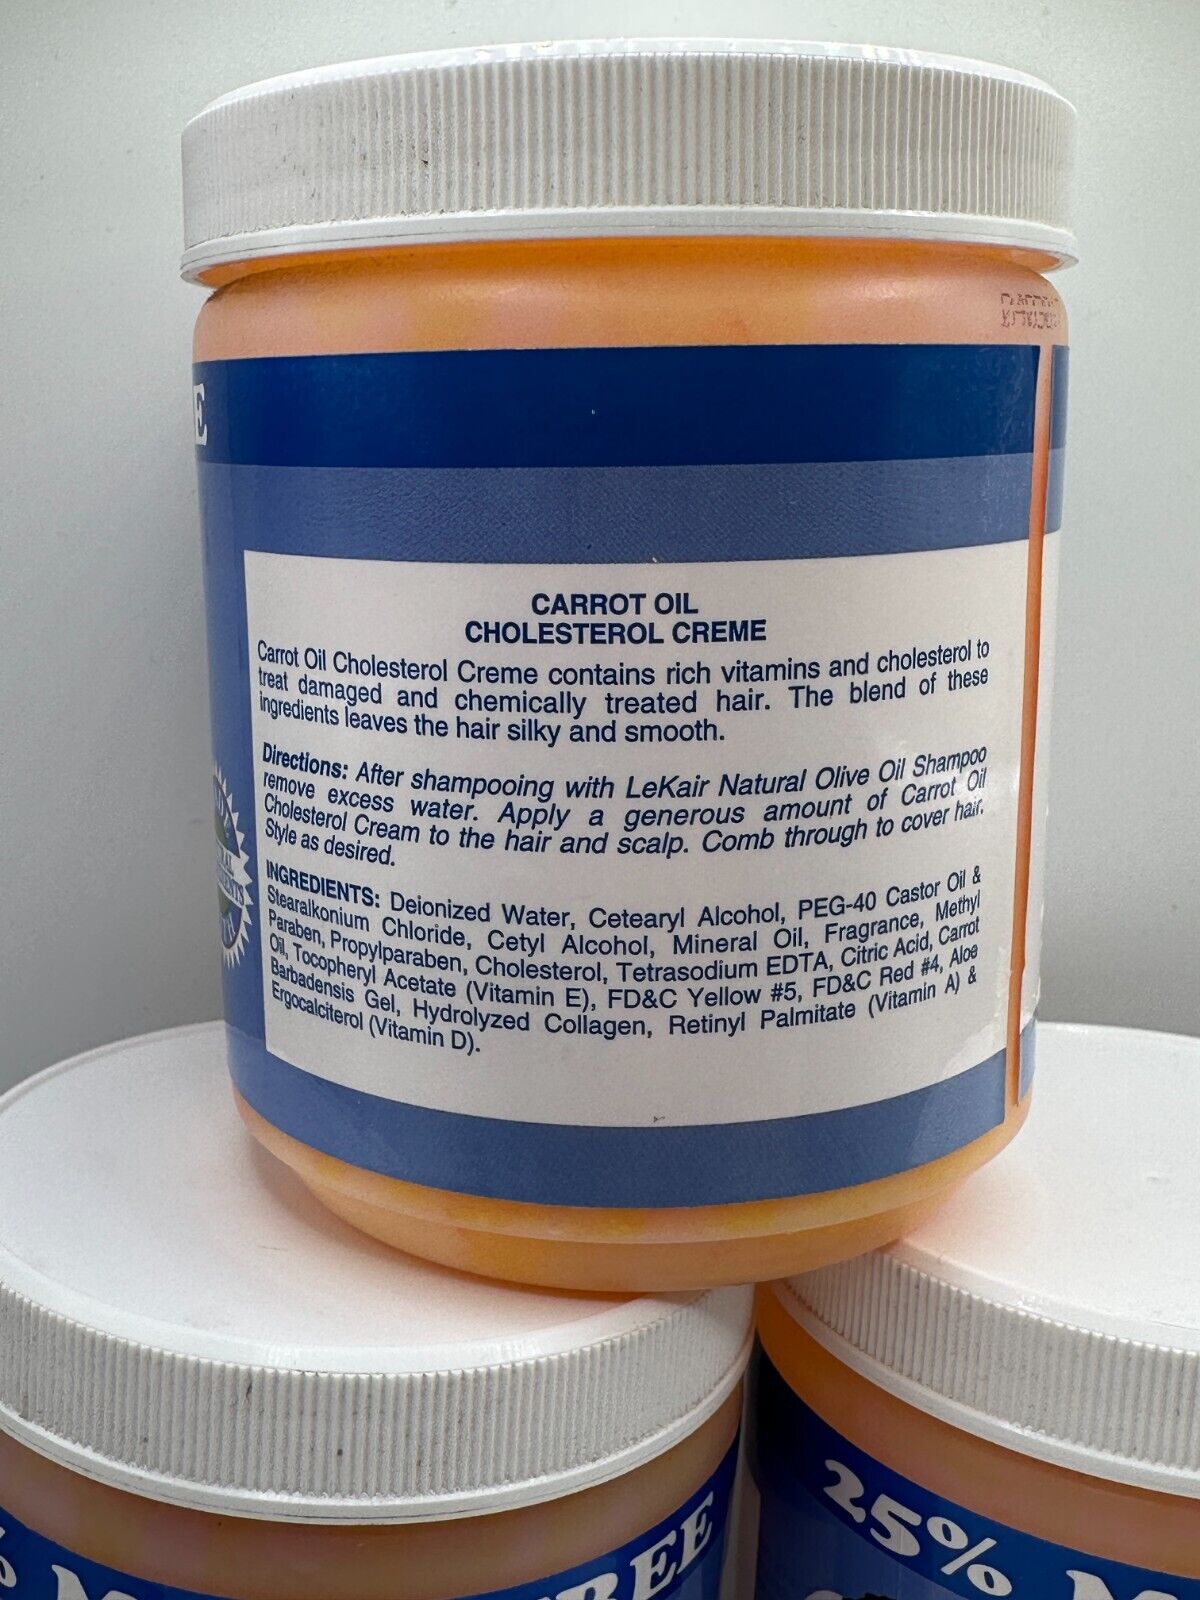 E
CARROT OIL
CHOLESTEROL CREME
Carrot Oil Cholesterol Creme contains rich vitamins and cholesterol to
treat damaged and chemically treated hair. The blend of these
ingredients leaves the hair silky and smooth.
Directions: After shampooing with LeKair Natural Olive Oil Shampoo
remove excess water. Apply a generous amount of Carrot Oil
Cholesterol Cream to the hair and scalp. Comb through to cover hair.
Style as desired.
INGREDIENTS: Deionized Water, Cetearyl Alcohol, PEG-40 Castor Oil &
Stearalkonium Chloride, Cetyl Alcohol, Mineral Oil, Fragrance, Methyl
Paraben, Propylparaben, Cholesterol, Tetrasodium EDTA, Citric Acid, Carrot
Oil, Tocopheryl Acetate (Vitamin E), FD&C Yellow #5, FD&C Red #4, Aloe
Barbadensis Gel, Hydrolyzed Collagen, Retinyl Palmitate (Vitamin A) &
Ergocalciterol (Vitamin D).
% M
REE
25% M